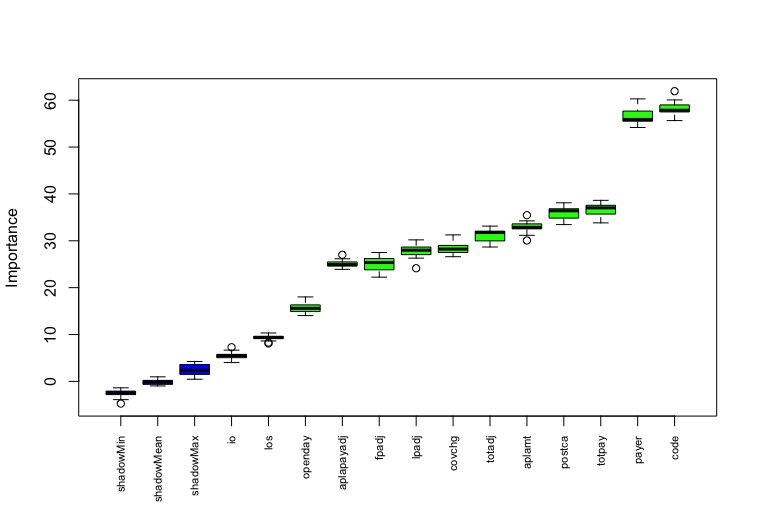 Importance
60
50
40
30
20
10
0
shadowMin
shadowMean
shadowMax
io
los
openday
aplapayadj
fpadj
lpadj
covchg
totadj
aplamt
postca
totpay
payer
code